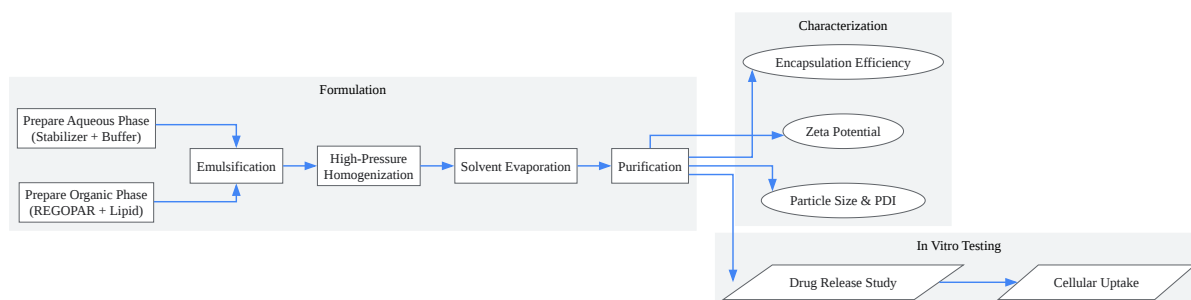 Characterization
Encapsulation Efficiency
Formulation
Prepare Aqueous Phase
(Stabilizer + Buffer)
Zeta Potential
Emulsification
High-Pressure
Homogenization
Solvent Evaporation
Purification
Prepare Organic Phase
(REGOPAR + Lipid)
Particle Size & PDI
In Vitro Testing
Drug Release Study
Cellular Uptake